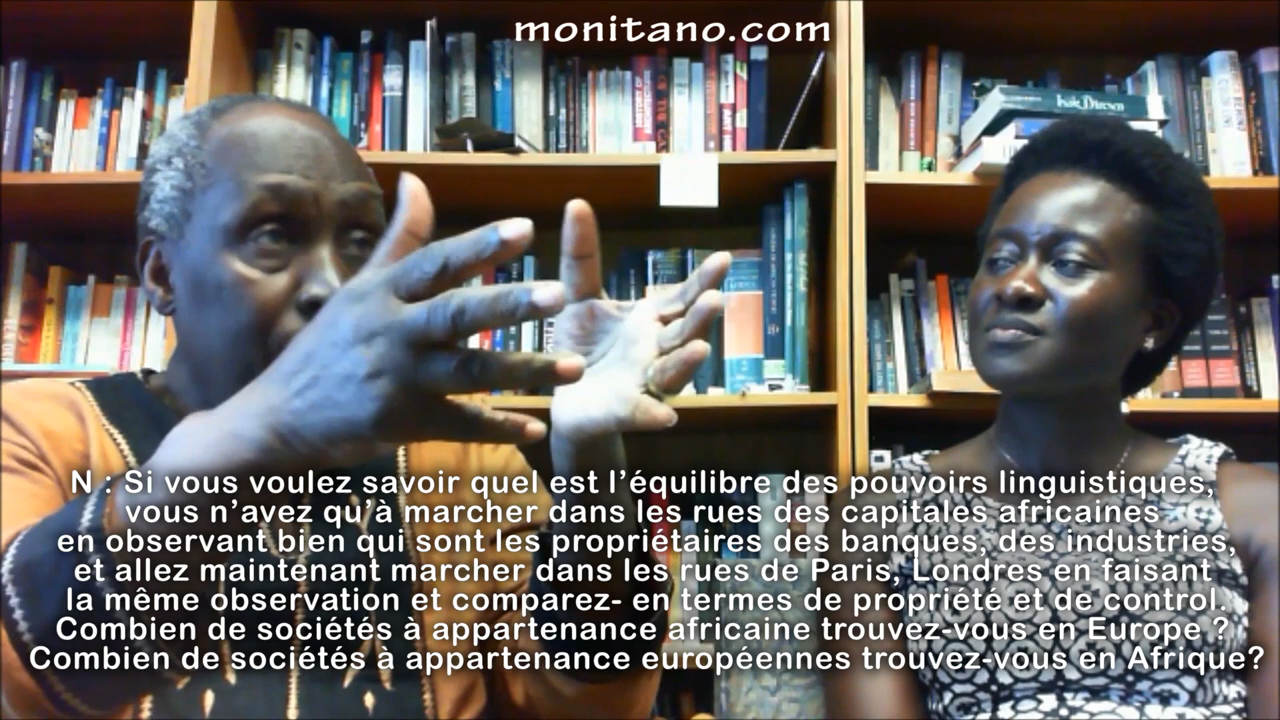 monitano.com
Isak Dinesen
N : Si vous voulez savoir quel est l’équilibre des pouvoirs linguistiques,
vous n’avez qu’à marcher dans les rues des capitales africaines
en observant bien qui sont les propriétaires des banques, des industries,
et allez maintenant marcher dans les rues de Paris, Londres en faisant
la même observation et comparez- en termes de propriété et de control.
Combien de sociétés à appartenance africaine trouvez-vous en Europe ?
Combien de sociétés à appartenance européennes trouvez-vous en Afrique?